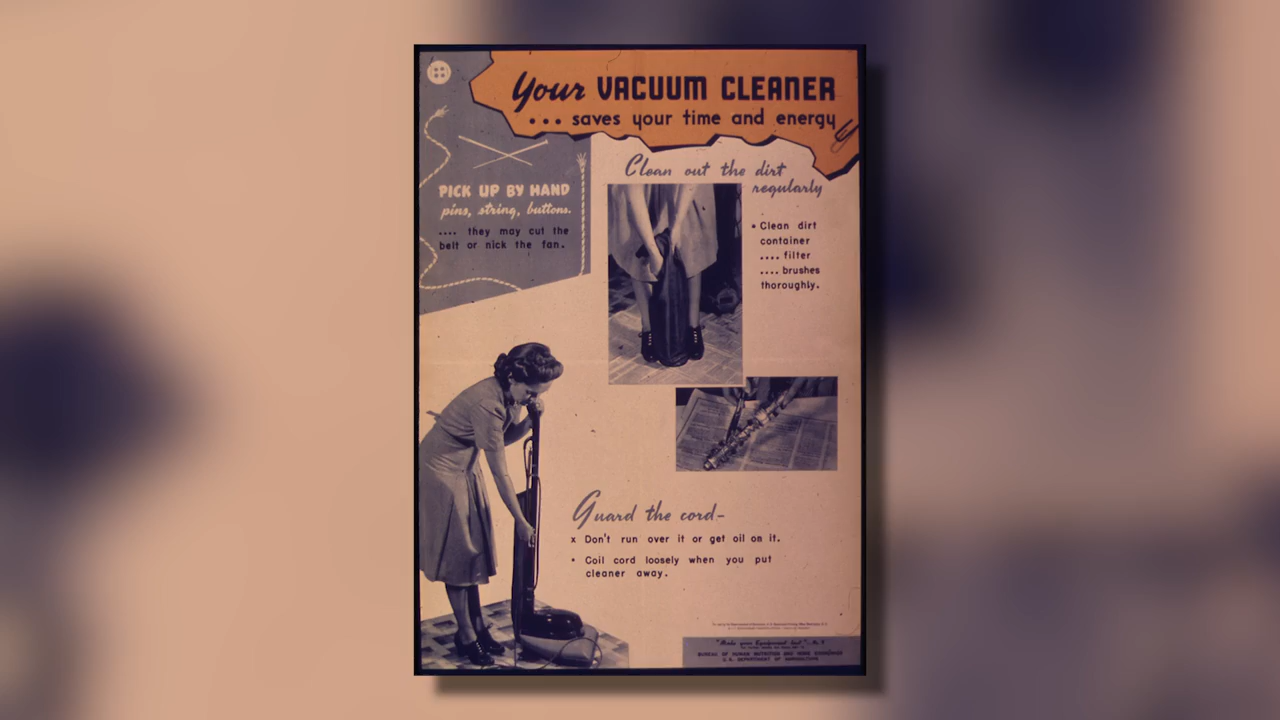 Your VACUUM CLEANER
... saves your time and energy
PICK UP BY HAND
pins, string, buttons.
.... they may cut the
belt or nick the fan.
Clean out the dirt
regularly
• Clean dirt
container
.... filter
.... brushes
thoroughly.
Guard the cord-
x Don't run over it or get oil on it.
• Coil cord loosely when you put
cleaner away.
"Make your Equipment last"
BUREAU OF HUMAN NUTRITION AND HOME ECONOMICS
U.S. DEPARTMENT OF AGRICULTURE